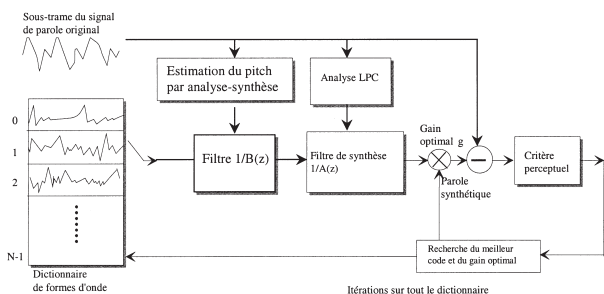 Sous-trame du signal
de parole original
Estimation du pitch
par analyse-synthèse
Analyse LPC
0
1
2
N-1
Filtre 1/B(z)
Filtre de synthèse
1/A(z)
Gain
optimal g
Parole
synthétique
Critère
perceptuel
Recherche du meilleur
code et du gain optimal
Dictionnaire
de formes d'onde
Itérations sur tout le dictionnaire